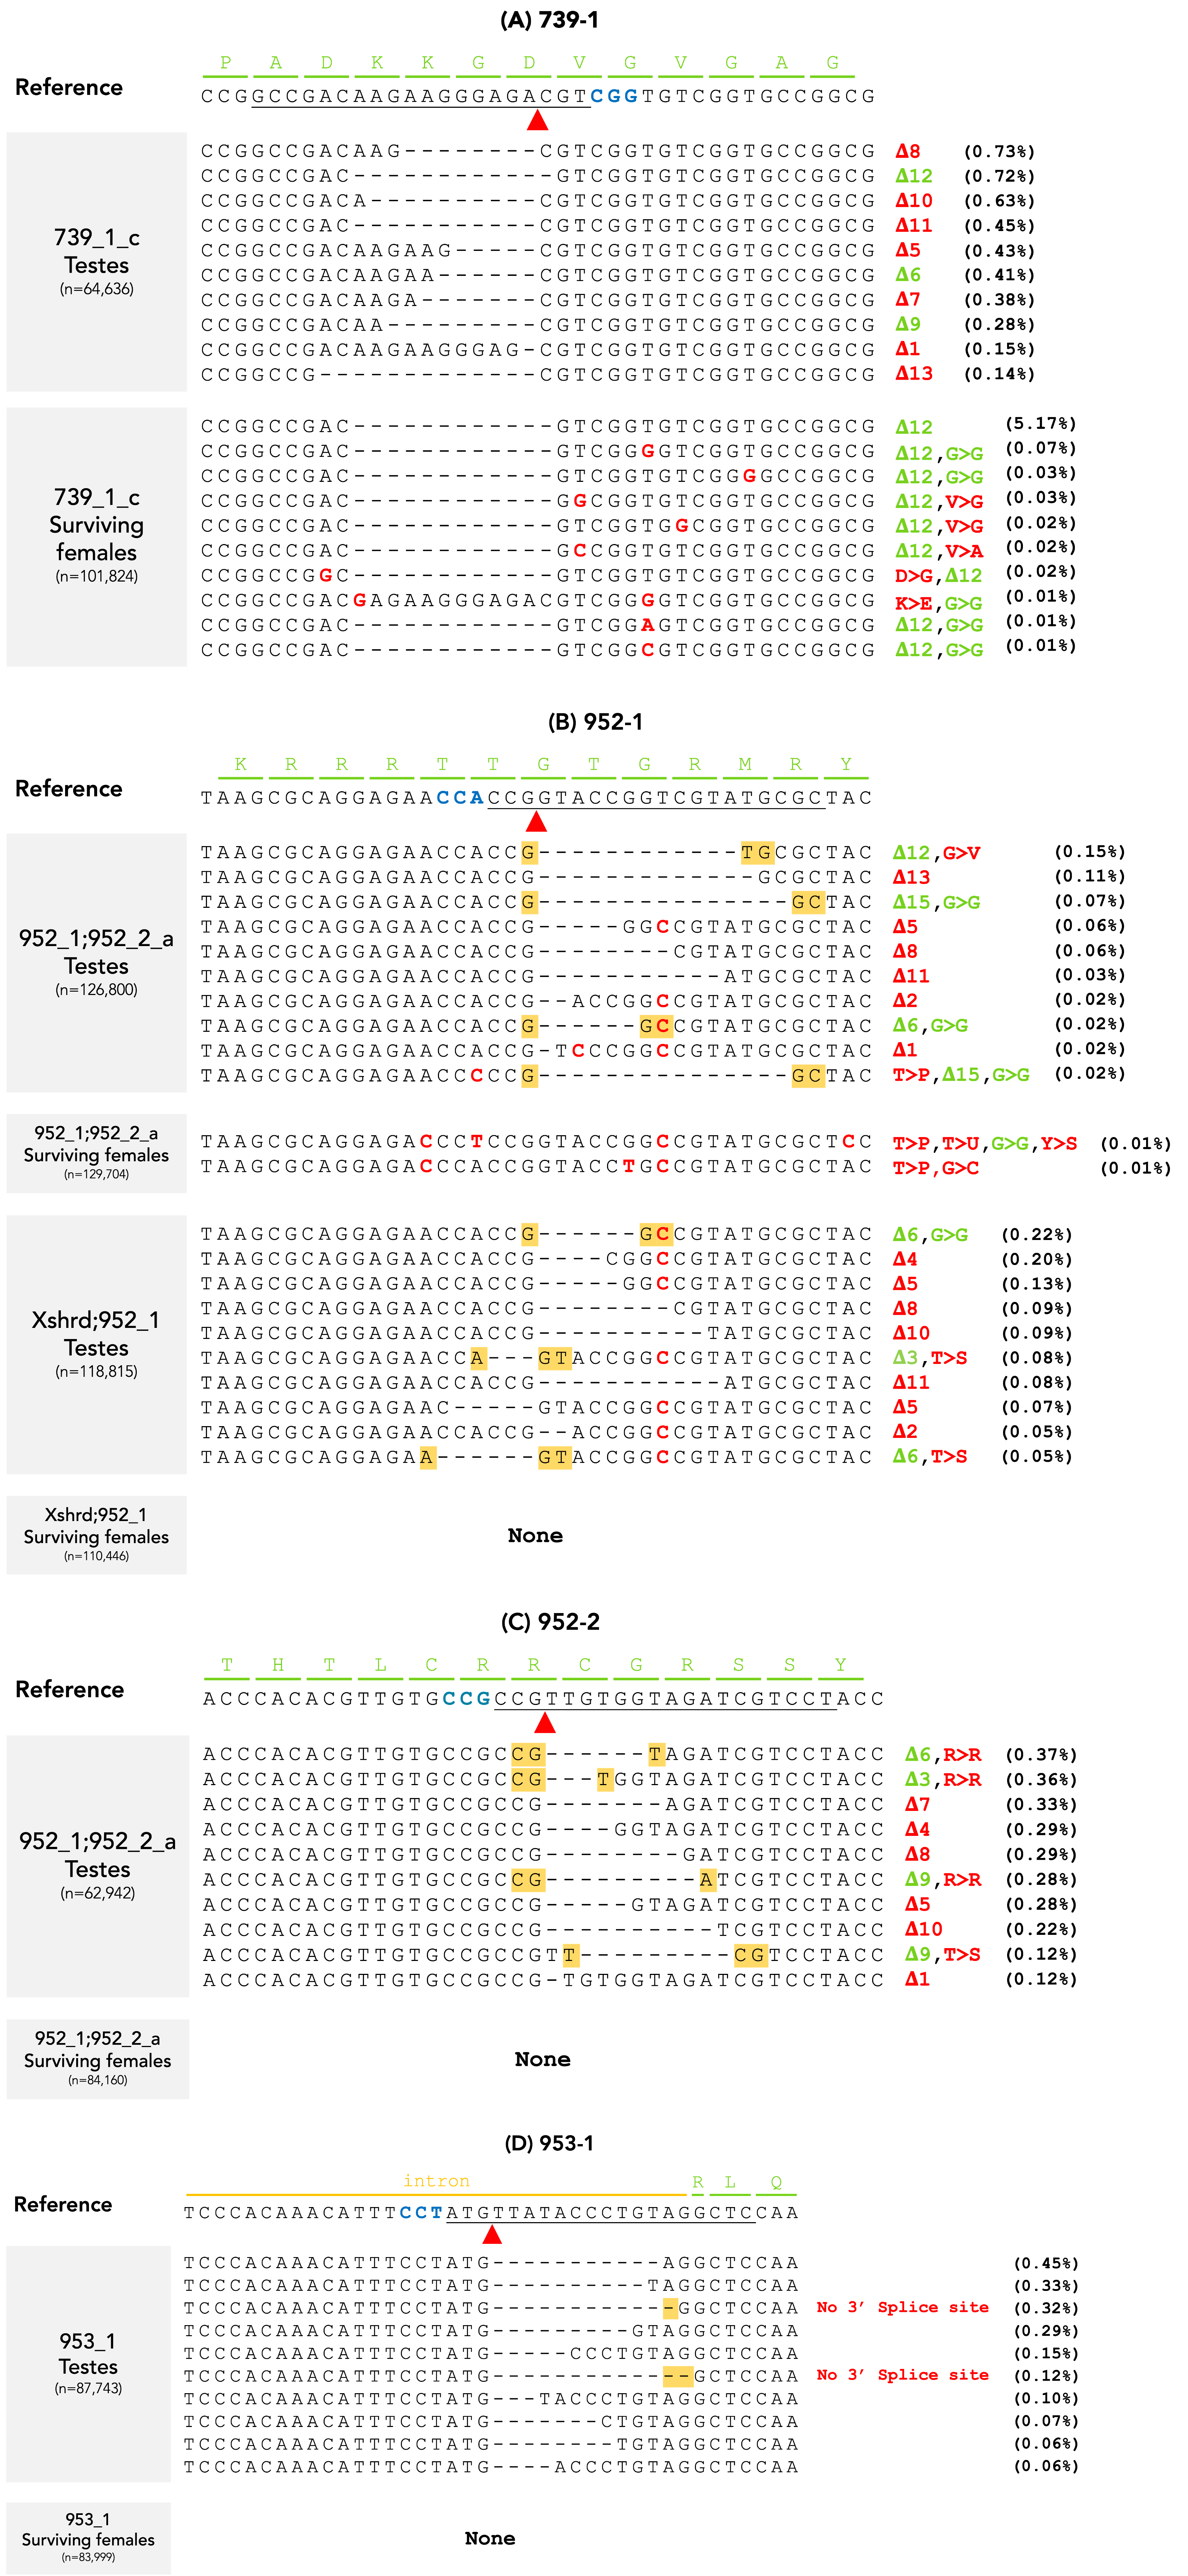 (A) 739-1
P A D K K G D V G V G A G
Reference
CCGGCCGACAAGAAGGGAGACGTCGGTGTCGGTGCCGGCG
739_1_c
Testes
(n=64,636)
CCGGCCGACAAG--------CGTCGGTGTCGGTGCCGGCG Δ8 (0.73%)
CCGGCCGAC------------GTCGGTGTCGGTGCCGGCG Δ12 (0.72%)
CCGGCCGACA----------CGTCGGTGTCGGTGCCGGCG Δ10 (0.63%)
CCGGCCGAC-----------CGTCGGTGTCGGTGCCGGCG Δ11 (0.45%)
CCGGCCGACAAGAAG-----CGTCGGTGTCGGTGCCGGCG Δ5 (0.43%)
CCGGCCGACAAGAA------CGTCGGTGTCGGTGCCGGCG Δ6 (0.41%)
CCGGCCGACAAGA-------CGTCGGTGTCGGTGCCGGCG Δ7 (0.38%)
CCGGCCGACAA---------CGTCGGTGTCGGTGCCGGCG Δ9 (0.28%)
CCGGCCGACAAGAAGGGAG-CGTCGGTGTCGGTGCCGGCG Δ1 (0.15%)
CCGGCCG-------------CGTCGGTGTCGGTGCCGGCG Δ13 (0.14%)
739_1_c
Surviving
females
(n=101,824)
CCGGCCGAC------------GTCGGTGTCGGTGCCGGCG Δ12 (5.17%)
CCGGCCGAC------------GTCGGGGTCGGTGCCGGCG Δ12,G>G (0.07%)
CCGGCCGAC------------GTCGGTGTCGGGGCCGGCG Δ12,G>G (0.03%)
CCGGCCGAC------------GGCGGTGTCGGTGCCGGCG Δ12,V>G (0.03%)
CCGGCCGAC------------GTCGGTGGCGGTGCCGGCG Δ12,V>G (0.02%)
CCGGCCGAC------------GCCGGTGTCGGTGCCGGCG Δ12,V>A (0.02%)
CCGGCCGGC------------GTCGGTGTCGGTGCCGGCG D>G,Δ12 (0.02%)
CCGGCCGACGAGAAGGGAGACGTCGGGGTCGGTGCCGGCG K>E,G>G (0.01%)
CCGGCCGAC------------GTCGGAGTCGGTGCCGGCG Δ12,G>G (0.01%)
CCGGCCGAC------------GTCGGCGTCGGTGCCGGCG Δ12,G>G (0.01%)
(B) 952-1
K R R R T T G T G R M R Y
Reference
TAAGCGCAGGAGAACCACCGGTACCGGTCGTATGCGCTAC
952_1;952_2_a
Testes
(n=126,800)
TAAGCGCAGGAGAACCACCG------------TGCGCTAC Δ12,G>V (0.15%)
TAAGCGCAGGAGAACCACCG-------------GCGCTAC Δ13 (0.11%)
TAAGCGCAGGAGAACCACCG---------------GCTAC Δ15,G>G (0.07%)
TAAGCGCAGGAGAACCACCG-----GGCCGTATGCGCTAC Δ5 (0.06%)
TAAGCGCAGGAGAACCACCG--------CGTATGCGCTAC Δ8 (0.06%)
TAAGCGCAGGAGAACCACCG-----------ATGCGCTAC Δ11 (0.03%)
TAAGCGCAGGAGAACCACCG--ACCGGCCGTATGCGCTAC Δ2 (0.02%)
TAAGCGCAGGAGAACCACCG------GCCGTATGCGCTAC Δ6,G>G (0.02%)
TAAGCGCAGGAGAACCACCG-TCCCGGCCGTATGCGCTAC Δ1 (0.02%)
TAAGCGCAGGAGAACCCCCG---------------GCTAC T>P,Δ15,G>G (0.02%)
952_1;952_2_a
Surviving females
(n=129,704)
TAAGCGCAGGAGACCCTCCGGTACCGGCCGTATGCGCTCC T>P,T>U,G>G,Y>S (0.01%)
TAAGCGCAGGAGACCCACCGGTACCTGCCGTATGCGCTAC T>P,G>C (0.01%)
Xshrd;952_1
Testes
(n=118,815)
TAAGCGCAGGAGAACCACCG------GCCGTATGCGCTAC Δ6,G>G (0.22%)
TAAGCGCAGGAGAACCACCG----CGGCCGTATGCGCTAC Δ4 (0.20%)
TAAGCGCAGGAGAACCACCG-----GGCCGTATGCGCTAC Δ5 (0.13%)
TAAGCGCAGGAGAACCACCG--------CGTATGCGCTAC Δ8 (0.09%)
TAAGCGCAGGAGAACCACCG----------TATGCGCTAC Δ10 (0.09%)
TAAGCGCAGGAGAACCA---GTACCGGCCGTATGCGCTAC Δ3,T>S (0.08%)
TAAGCGCAGGAGAACCACCG-----------ATGCGCTAC Δ11 (0.08%)
TAAGCGCAGGAGAAC-----GTACCGGCCGTATGCGCTAC Δ5 (0.07%)
TAAGCGCAGGAGAACCACCG--ACCGGCCGTATGCGCTAC Δ2 (0.05%)
TAAGCGCAGGAGAA------GTACCGGCCGTATGCGCTAC Δ6,T>S (0.05%)
Xshrd;952_1
Surviving females
(n=110,446)
None
(C) 952-2
T H T L C R R C G R S S Y
Reference
ACCCACACGTTGTGCCGCCGTTGTGGTAGATCGTCCTACC
952_1;952_2_a
Testes
(n=62,942)
ACCCACACGTTGTGCCGCCG------TAGATCGTCCTACC Δ6,R>R (0.37%)
ACCCACACGTTGTGCCGCCG---TGGTAGATCGTCCTACC Δ3,R>R (0.36%)
ACCCACACGTTGTGCCGCCG-------AGATCGTCCTACC Δ7 (0.33%)
ACCCACACGTTGTGCCGCCG----GGTAGATCGTCCTACC Δ4 (0.29%)
ACCCACACGTTGTGCCGCCG--------GATCGTCCTACC Δ8 (0.29%)
ACCCACACGTTGTGCCGCCG---------ATCGTCCTACC Δ9,R>R (0.28%)
ACCCACACGTTGTGCCGCCG-----GTAGATCGTCCTACC Δ5 (0.28%)
ACCCACACGTTGTGCCGCCG----------TCGTCCTACC Δ10 (0.22%)
ACCCACACGTTGTGCCGCCGTT---------CGTCCTACC Δ9,T>S (0.12%)
ACCCACACGTTGTGCCGCCG-TGTGGTAGATCGTCCTACC Δ1 (0.12%)
952_1;952_2_a
Surviving females
(n=84,160)
None
(D) 953-1
intron R L Q
Reference
TCCCACAAACATTTCCTATGTTATACCCTGTAGGCTCCAA
953_1
Testes
(n=87,743)
TCCCACAAACATTTCCTATG-----------AGGCTCCAA (0.45%)
TCCCACAAACATTTCCTATG----------TAGGCTCCAA (0.33%)
TCCCACAAACATTTCCTATG------------GGCTCCAA No 3’ Splice site (0.32%)
TCCCACAAACATTTCCTATG---------GTAGGCTCCAA (0.29%)
TCCCACAAACATTTCCTATG-----CCCTGTAGGCTCCAA (0.15%)
TCCCACAAACATTTCCTATG-------------GCTCCAA No 3’ Splice site (0.12%)
TCCCACAAACATTTCCTATG---TACCCTGTAGGCTCCAA (0.10%)
TCCCACAAACATTTCCTATG-------CTGTAGGCTCCAA (0.07%)
TCCCACAAACATTTCCTATG--------TGTAGGCTCCAA (0.06%)
TCCCACAAACATTTCCTATG----ACCCTGTAGGCTCCAA (0.06%)
953_1
Surviving females
(n=83,999)
None